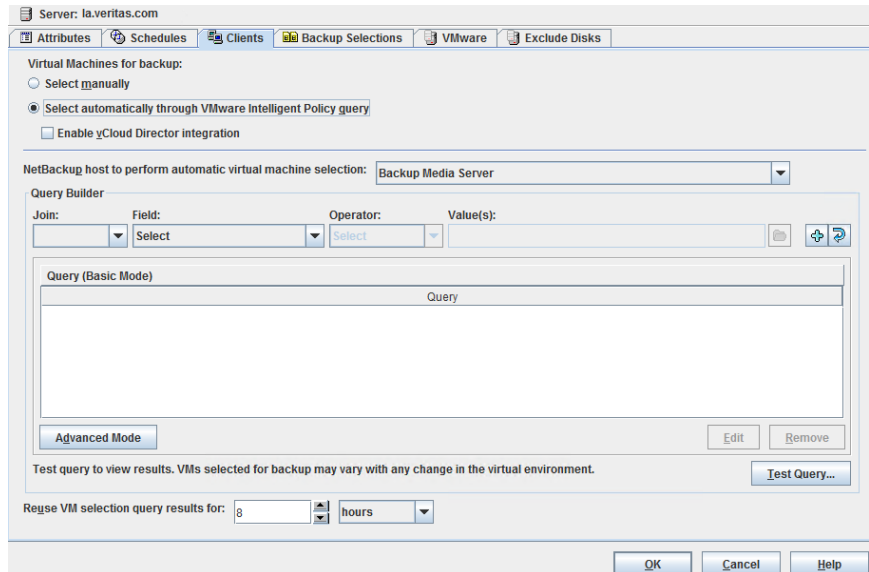 Server: la.veritas.com
Attributes Schedules Clients Backup Selections VMware Exclude Disks
Virtual Machines for backup:
Select manually
Select automatically through VMware Intelligent Policy query
Enable vCloud Director integration
NetBackup host to perform automatic virtual machine selection: Backup Media Server
Query Builder
Join: Field: Operator: Value(s):
Select Select
Query (Basic Mode)
Query
Advanced Mode Edit Remove
Test query to view results. VMs selected for backup may vary with any change in the virtual environment.
Test Query...
Reuse VM selection query results for: 8 hours
OK Cancel Help